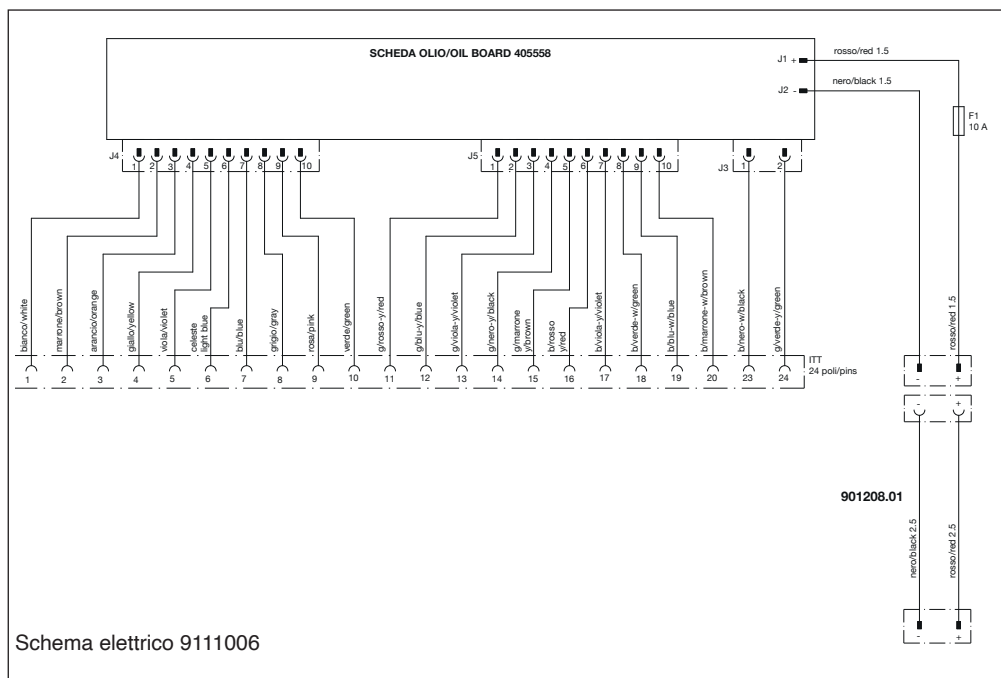 SCHEDA OLIO/OIL BOARD 405558
J1 +
J2 -
rosso/red 1.5
nero/black 1.5
F1
10 A
J4
1 2 3 4 5 6 7 8 9 10
J5
1 2 3 4 5 6 7 8 9 10
J3
1 2
bianco/white
marrone/brown
arancio/orange
giallo/yellow
viola/violet
celeste
light blue
blu/blue
grigio/gray
rosa/pink
verde/green
g/rosso-y/red
g/blu-y/blue
g/viola-y/violet
g/nero-y/black
g/marrone
y/brown
b/rosso
y/red
b/viola-y/violet
b/verde-w/green
b/blu-w/blue
b/marrone-w/brown
b/nero-w/black
g/verde-y/green
rosso/red 1.5
ITT
24 poli/pins
1 2 3 4 5 6 7 8 9 10 11 12 13 14 15 16 17 18 19 20 23 24
- +
- +
901208.01
nero/black 2.5
rosso/red 2.5
- +
Schema elettrico 9111006